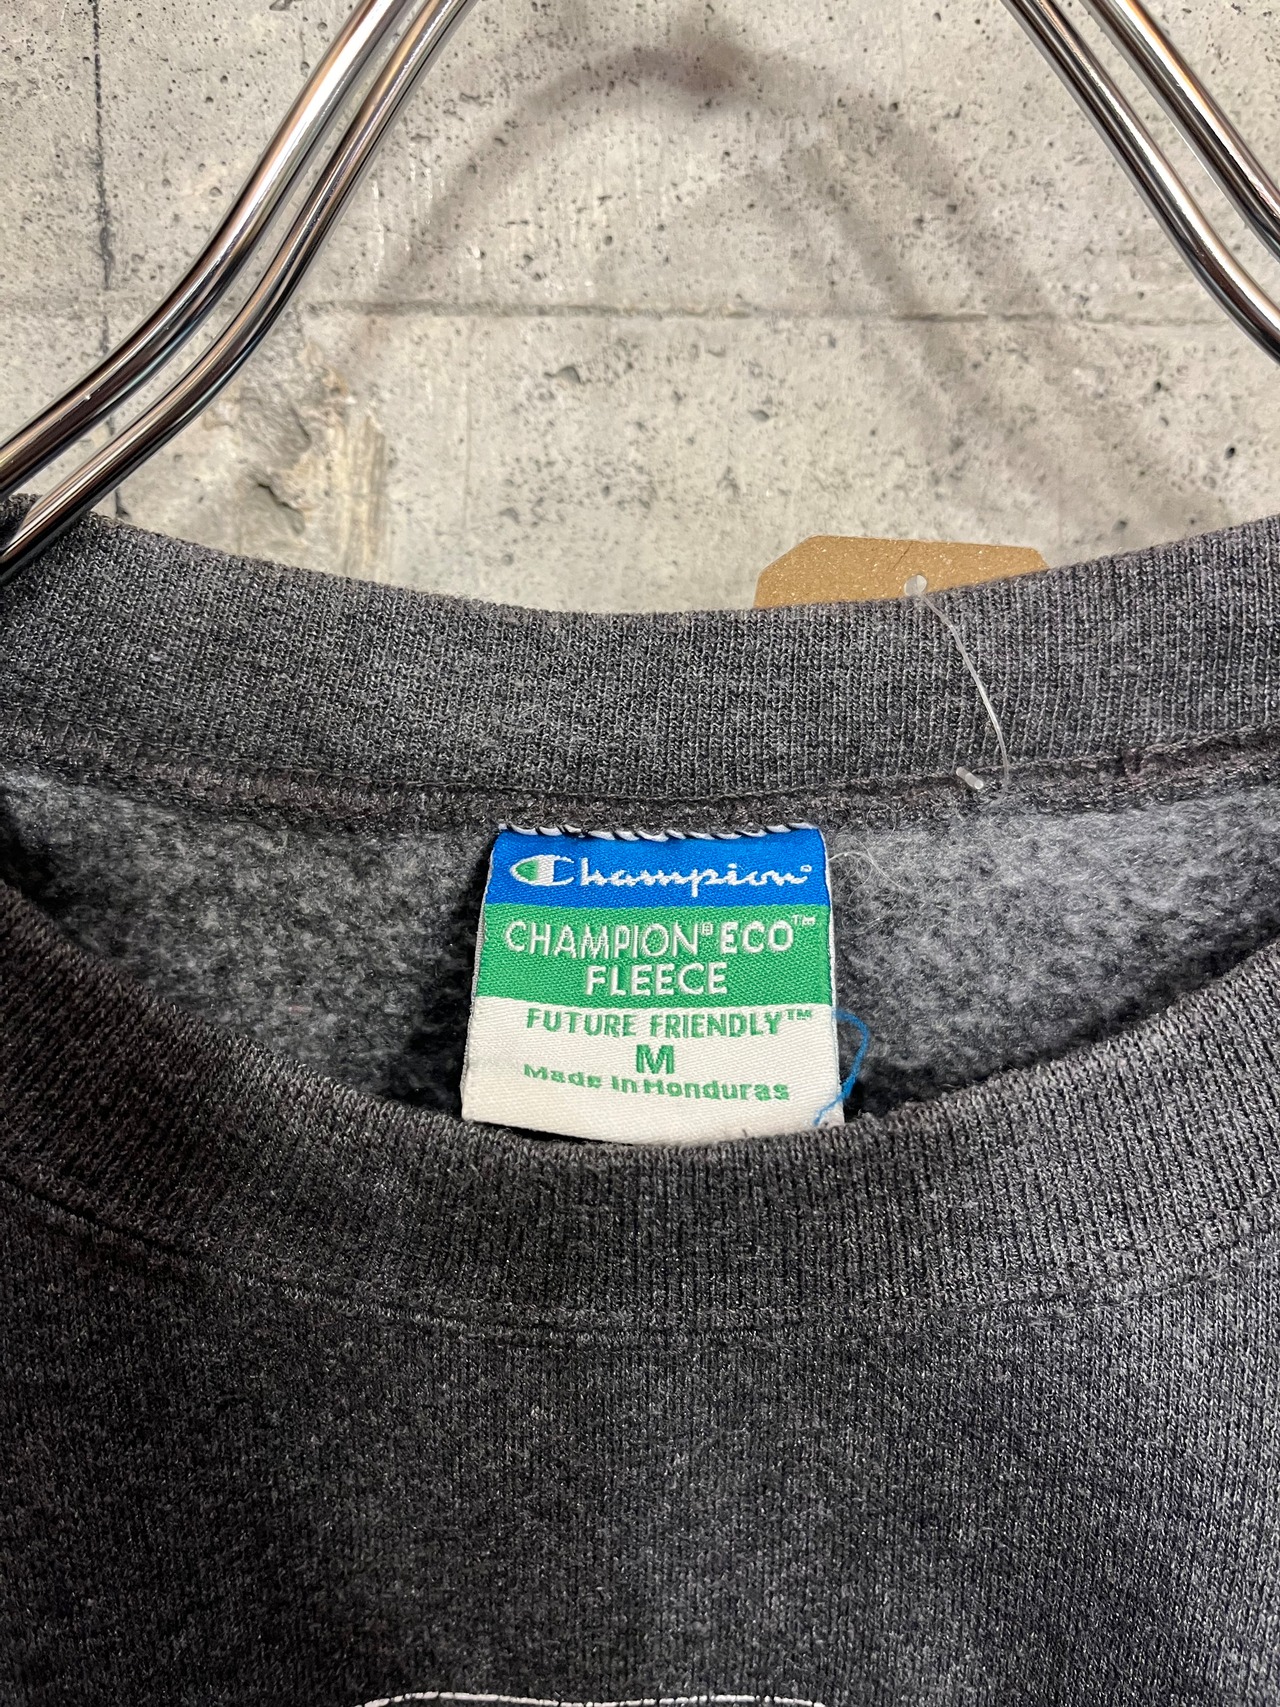 Champion®
CHAMPION® ECO™
FLEECE
FUTURE FRIENDLY™
M
Made in Honduras